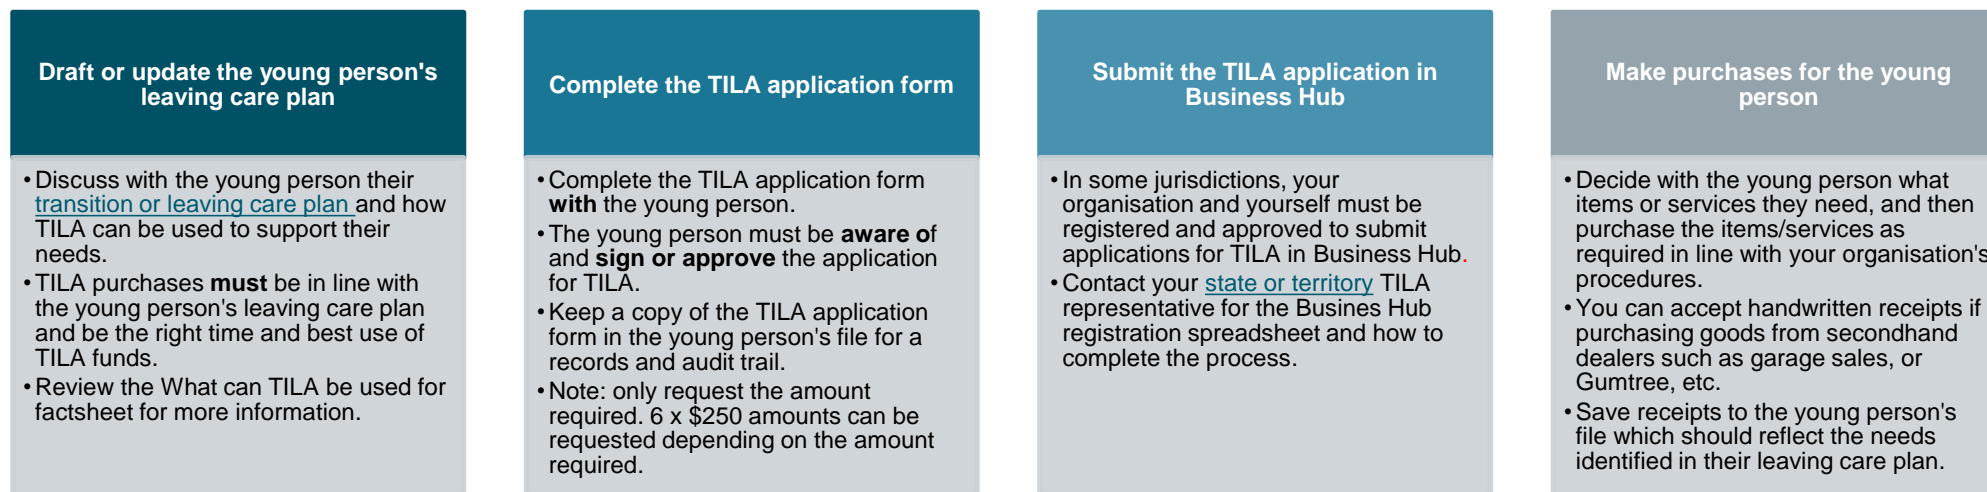 Draft or update the young person's
leaving care plan
•Discuss with the young person their
transition or leaving care plan and how
TILA can be used to support their
needs.
•TILA purchases must be in line with
the young person's leaving care plan
and be the right time and best use of
TILA funds.
•Review the What can TILA be used for
factsheet for more information.
Complete the TILA application form
•Complete the TILA application form
with the young person.
•The young person must be aware of
and sign or approve the application
for TILA.
•Keep a copy of the TILA application
form in the young person's file for a
records and audit trail.
•Note: only request the amount
required. 6 x $250 amounts can be
requested depending on the amount
required.
Submit the TILA application in
Business Hub
•In some jurisdictions, your
organisation and yourself must be
registered and approved to submit
applications for TILA in Business Hub.
•Contact your state or territory TILA
representative for the Busines Hub
registration spreadsheet and how to
complete the process.
Make purchases for the young
person
•Decide with the young person what
items or services they need, and then
purchase the items/services as
required in line with your organisation's
procedures.
•You can accept handwritten receipts if
purchasing goods from secondhand
dealers such as garage sales, or
Gumtree, etc.
•Save receipts to the young person's
file which should reflect the needs
identified in their leaving care plan.